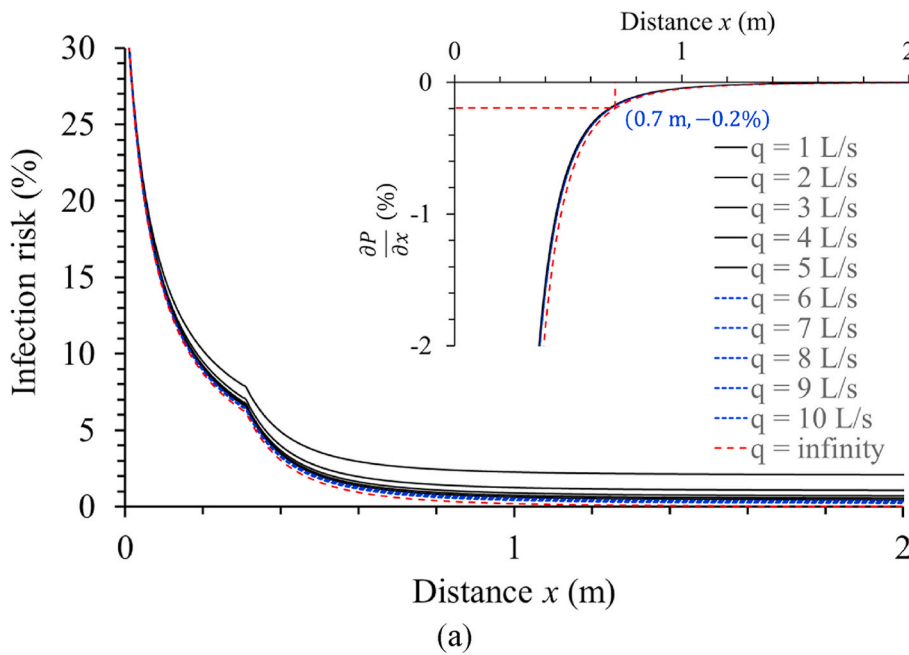 Distance x (m)
0
1
2
0
-1
-2
∂P/∂x (%)
(0.7 m, −0.2%)
q = 1 L/s
q = 2 L/s
q = 3 L/s
q = 4 L/s
q = 5 L/s
q = 6 L/s
q = 7 L/s
q = 8 L/s
q = 9 L/s
q = 10 L/s
q = infinity
Infection risk (%)
30
25
20
15
10
5
0
0
1
2
Distance x (m)
(a)